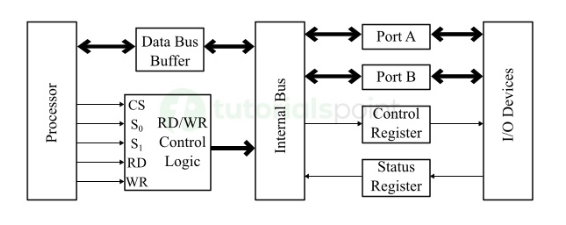 Processor
Data Bus
Buffer
CS
S0
S1
RD
WR
RD/WR
Control
Logic
Internal Bus
Port A
Port B
Control
Register
Status
Register
I/O Devices
tutorialspoint